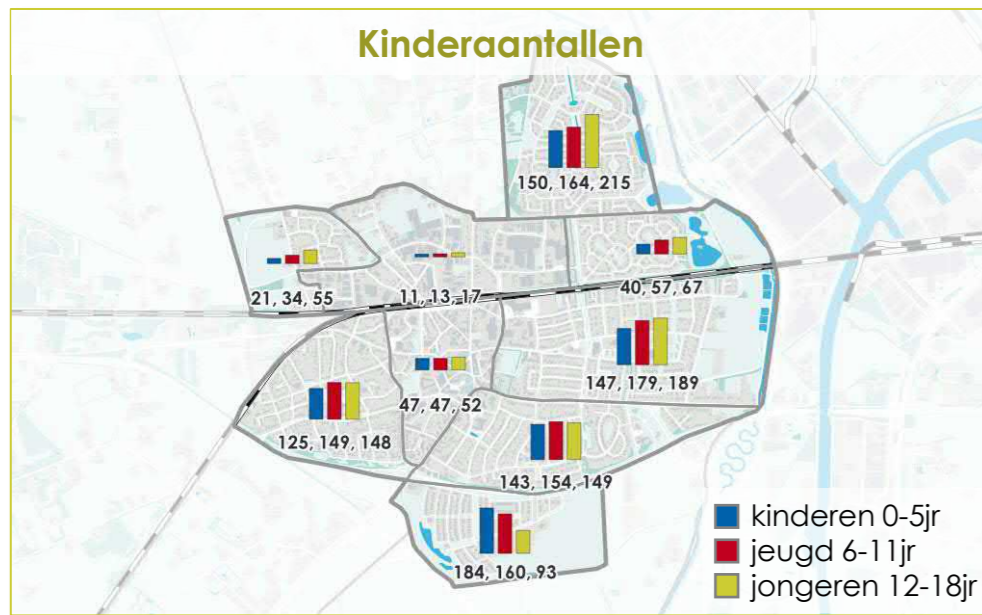 Kinderaantallen
150, 164, 215
21, 34, 55
11, 13, 17
40, 57, 67
147, 179, 189
47, 47, 52
125, 149, 148
143, 154, 149
184, 160, 93
kinderen 0-5jr
jeugd 6-11jr
jongeren 12-18jr